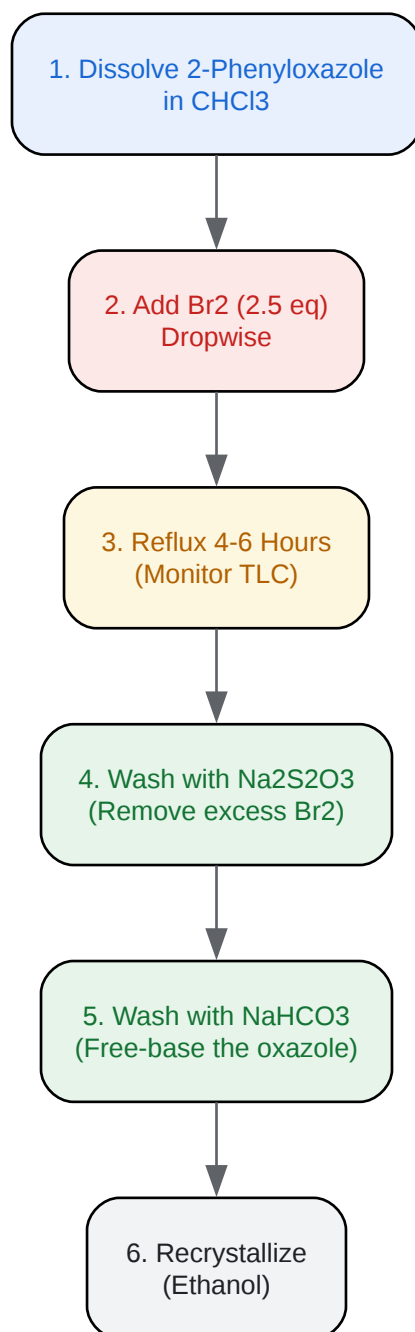 1. Dissolve 2-Phenyloxazole
in CHCl3
2. Add Br2 (2.5 eq)
Dropwise
3. Reflux 4-6 Hours
(Monitor TLC)
4. Wash with Na2S2O3
(Remove excess Br2)
5. Wash with NaHCO3
(Free-base the oxazole)
6. Recrystallize
(Ethanol)